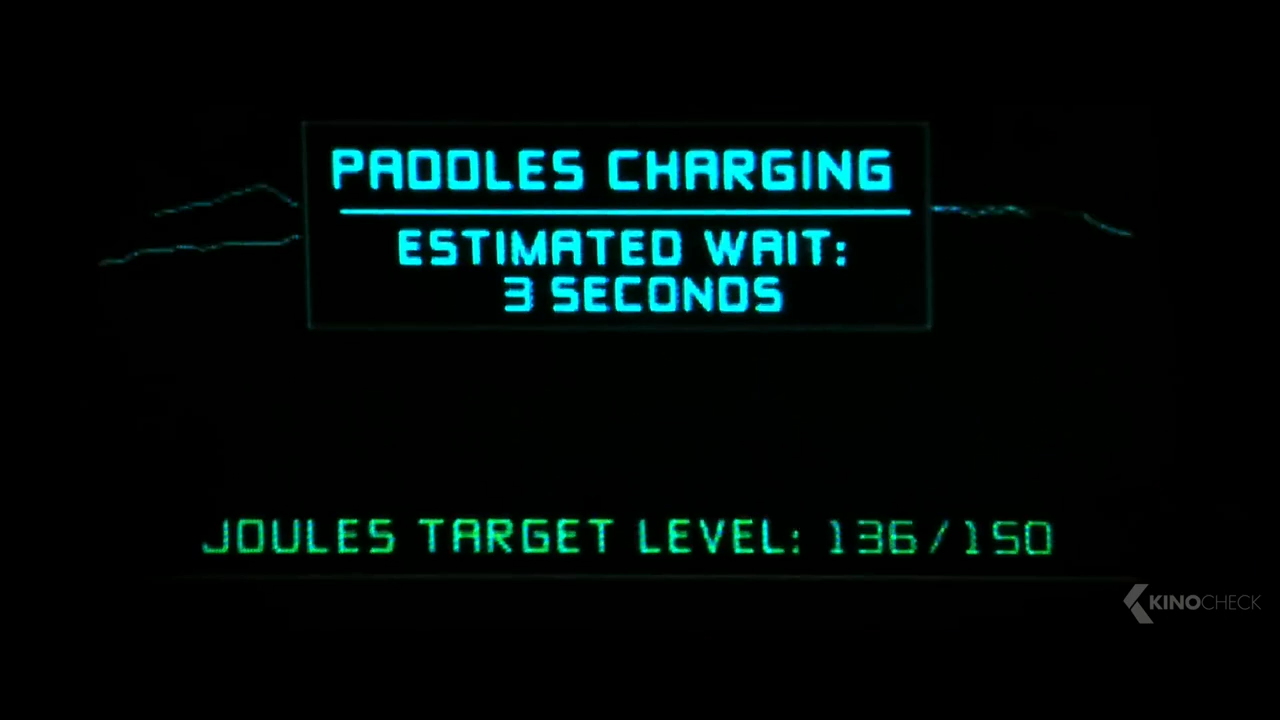 PADDLES CHARGING
ESTIMATED WAIT:
3 SECONDS
JOULES TARGET LEVEL: 136/150
KINOCHECK